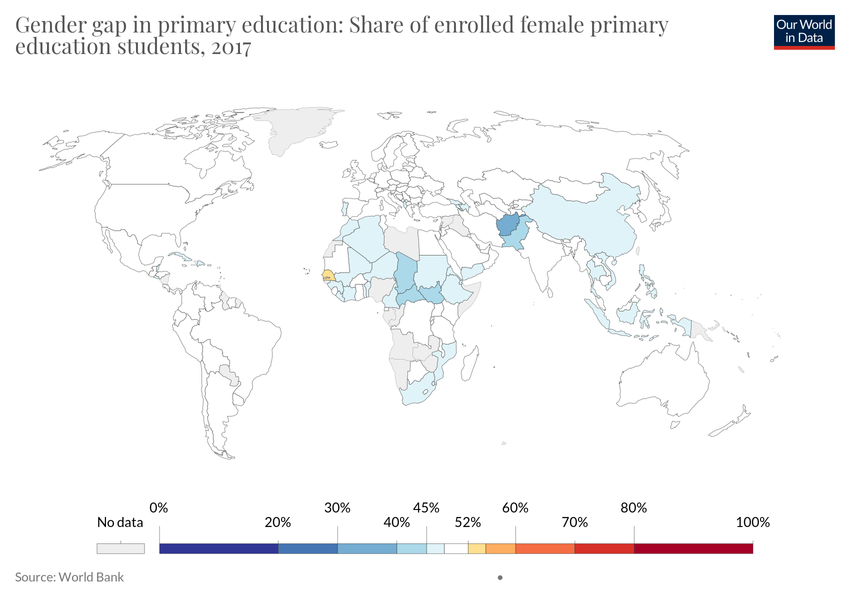 Gender gap in primary education: Share of enrolled female primary
education students, 2017
Our World
in Data
No data
0%
20%
30%
40%
45%
52%
60%
70%
80%
100%
Source: World Bank